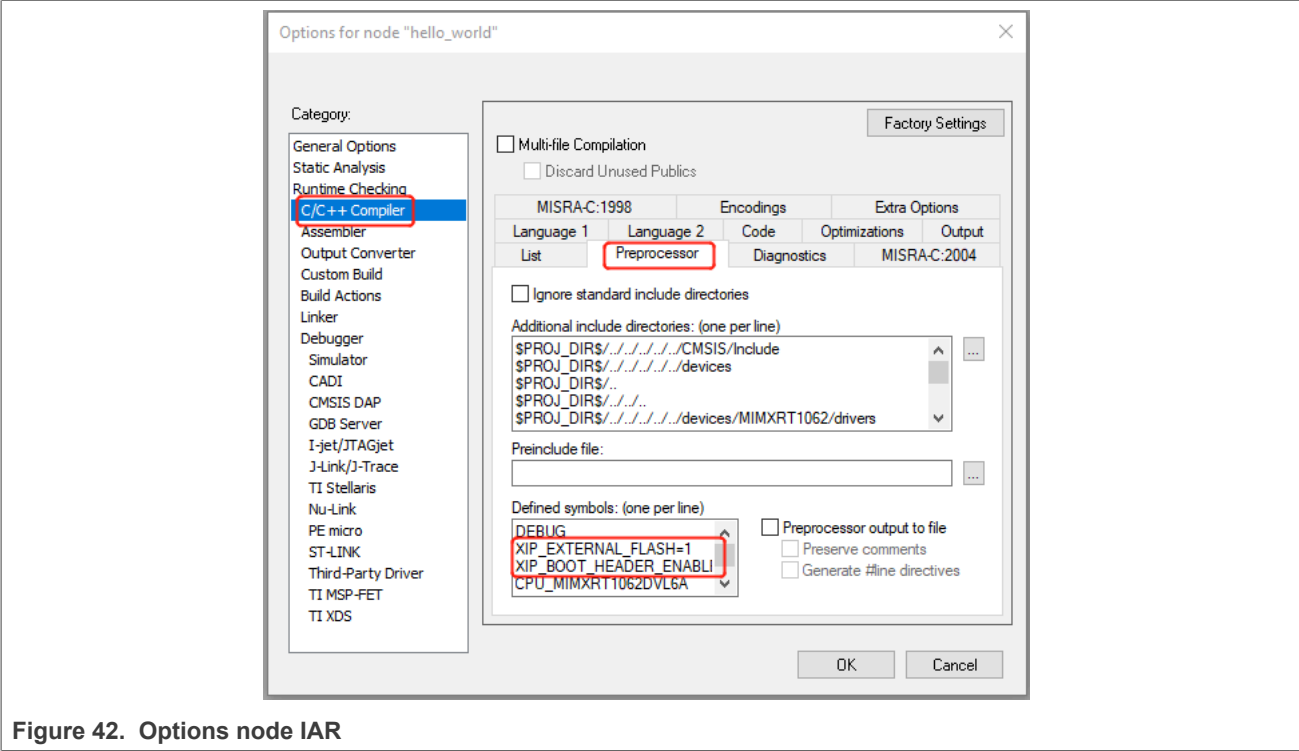 Options for node "hello_world"
Category:
General Options
Static Analysis
Runtime Checking
C/C++ Compiler
Assembler
Output Converter
Custom Build
Build Actions
Linker
Debugger
Simulator
CADI
CMSIS DAP
GDB Server
I-jet/JTAGjet
J-Link/J-Trace
TI Stellaris
Nu-Link
PE micro
ST-LINK
Third-Party Driver
TI MSP-FET
TI XDS
Factory Settings
Multi-file Compilation
Discard Unused Publics
MISRA-C:1998 Encodings Extra Options
Language 1 Language 2 Code Optimizations Output
List Preprocessor Diagnostics MISRA-C:2004
Ignore standard include directories
Additional include directories: (one per line)
$PROJ_DIR$/../../../../../CMSIS/Include
$PROJ_DIR$/../../../../../devices
$PROJ_DIR$/..
$PROJ_DIR$/../../..
$PROJ_DIR$/../../../../../devices/MIMXRT1062/drivers
...
Preinclude file:
...
Defined symbols: (one per line)
DEBUG
XIP_EXTERNAL_FLASH=1
XIP_BOOT_HEADER_ENABL
CPU_MIMXRT1062DVL6A
Preprocessor output to file
Preserve comments
Generate #line directives
OK Cancel
Figure 42. Options node IAR